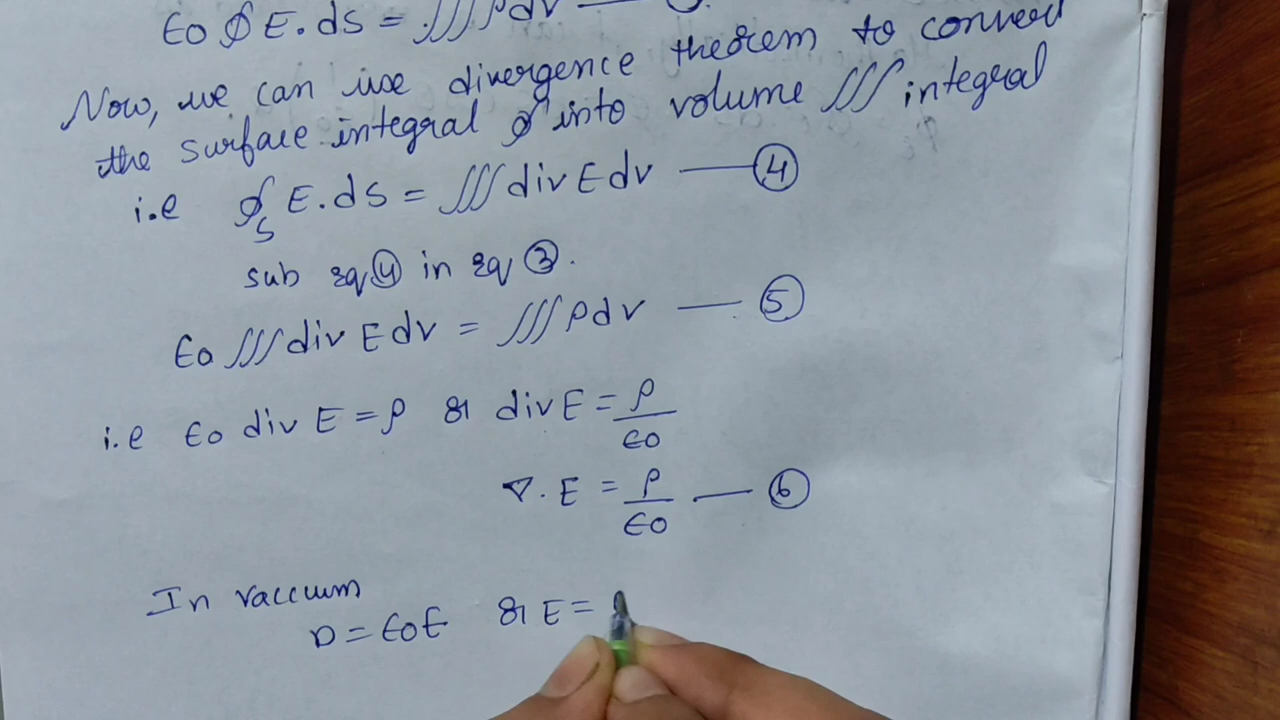 ϵ0 ∯ E.ds = ∭ ρdv —
Now, we can use divergence theorem to convert
the surface integral ∯ into volume ∭ integral
i.e ∯S E.ds = ∭ div E dv — ④
sub eq ④ in eq ③.
ϵ0 ∭ div E dv = ∭ ρdv — ⑤
i.e ϵ0 div E = ρ or div E = ρ/ϵ0
∇. E = ρ/ϵ0 — ⑥
In vaccum
D = ϵ0E or E =